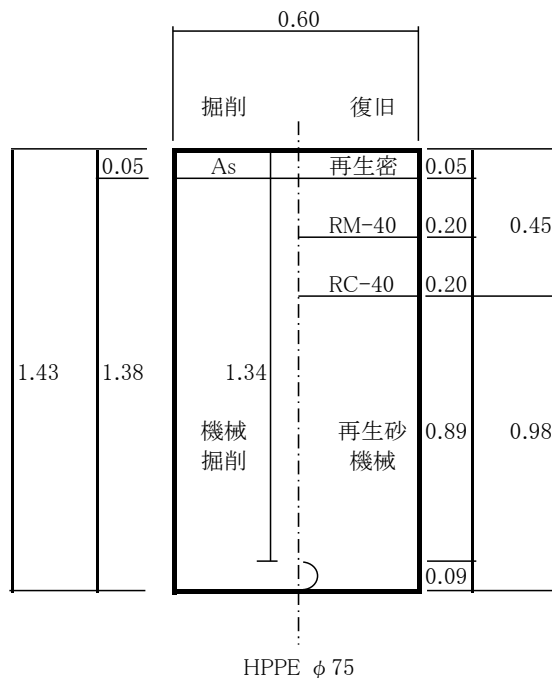 0.60
掘削 復旧
0.05 As 再生密 0.05
RM-40 0.20 0.45
RC-40 0.20
1.43 1.38 1.34
機械 再生砂 0.89 0.98
掘削 機械
0.09
HPPE φ75